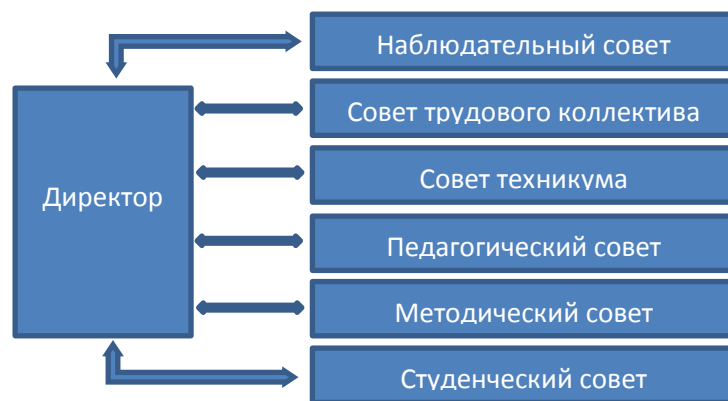 Наблюдательный совет
Совет трудового коллектива
Совет техникума
Директор
Педагогический совет
Методический совет
Студенческий совет